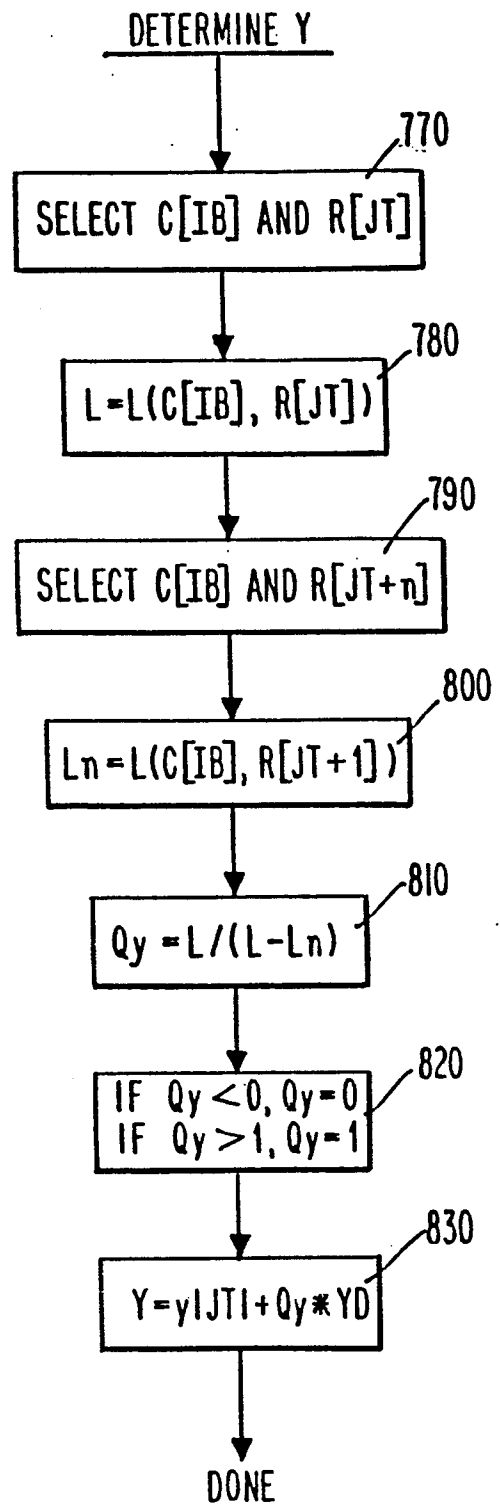 DETERMINE Y
770
SELECT C[IB] AND R[JT]
780
L=L(C[IB], R[JT])
790
SELECT C[IB] AND R[JT+n]
800
Ln=L(C[IB], R[JT+1])
810
Qy =L/(L-Ln)
820
IF Qy <0, Qy=0
IF Qy >1, Qy=1
830
Y=y|JT|+Qy*YD
DONE